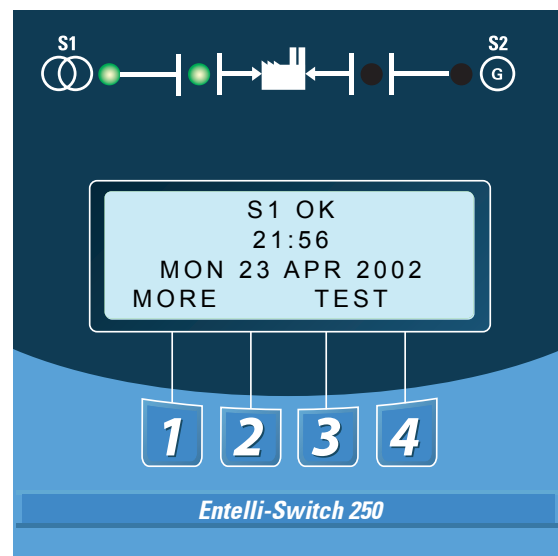 S1 S2
G
S1 OK
21:56
MON 23 APR 2002
MORE TEST
1 2 3 4
Entelli-Switch 250